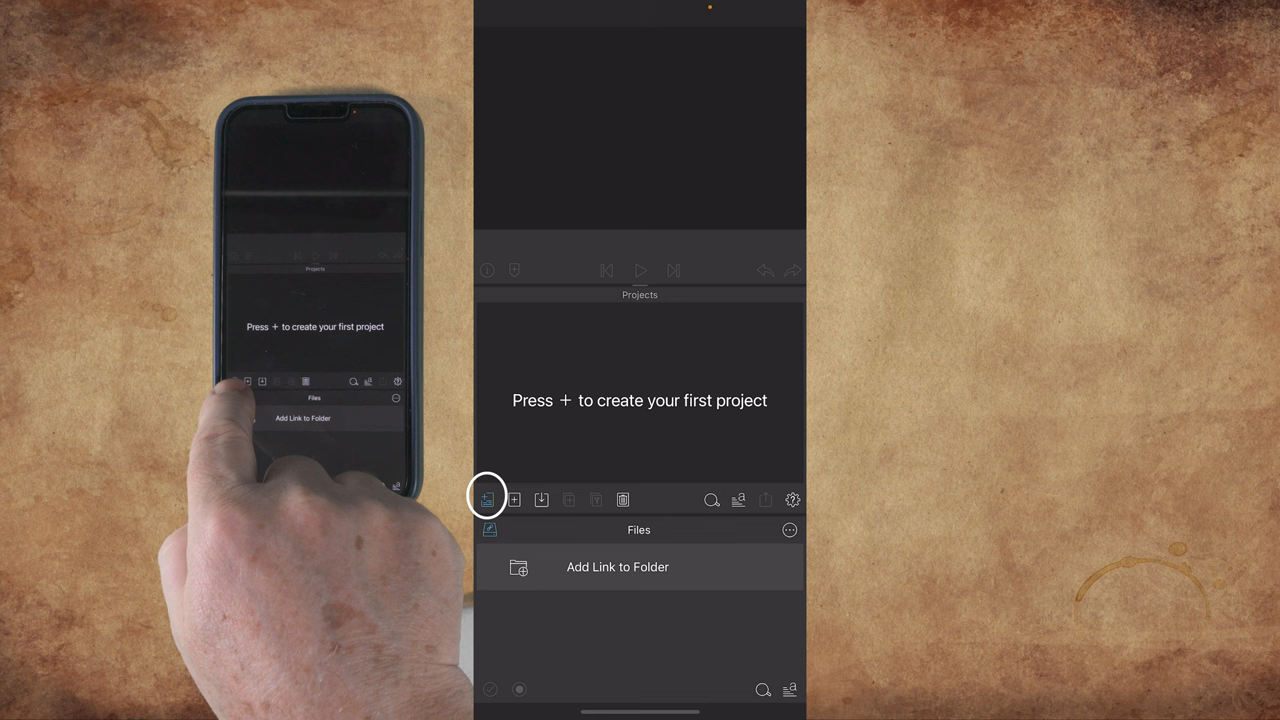 Projects
Press + to create your first project
Files
Add Link to Folder
Projects
Press + to create your first project
Files
Add Link to Folder